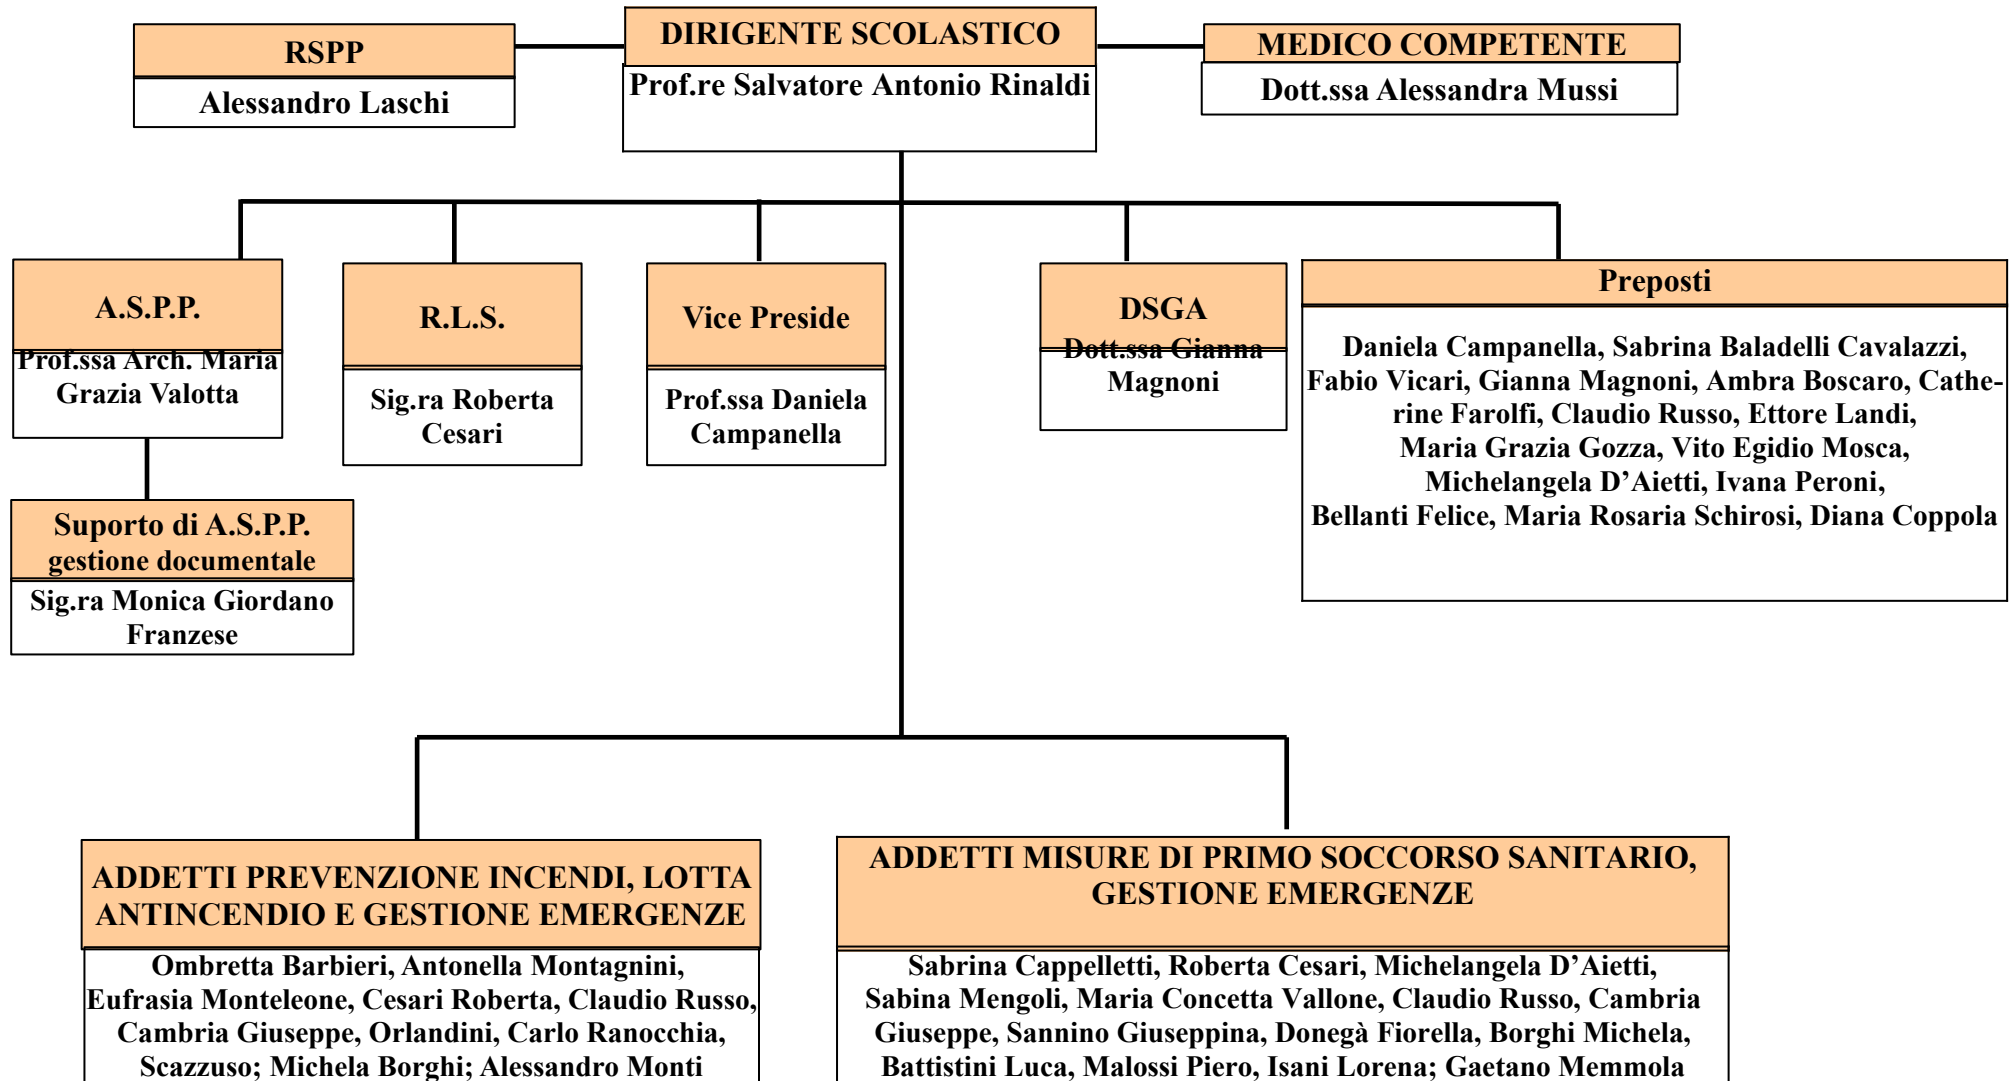 RSPP
Alessandro Laschi
DIRIGENTE SCOLASTICO
Prof.re Salvatore Antonio Rinaldi
MEDICO COMPETENTE
Dott.ssa Alessandra Mussi
A.S.P.P.
Prof.ssa Arch. Maria
Grazia Valotta
R.L.S.
Sig.ra Roberta
Cesari
Vice Preside
Prof.ssa Daniela
Campanella
DSGA
Dott.ssa Gianna
Magnoni
Preposti
Daniela Campanella, Sabrina Baladelli Cavalazzi,
Fabio Vicari, Gianna Magnoni, Ambra Boscaro, Cathe-
rine Farolfi, Claudio Russo, Ettore Landi,
Maria Grazia Gozza, Vito Egidio Mosca,
Michelangela D’Aietti, Ivana Peroni,
Bellanti Felice, Maria Rosaria Schirosi, Diana Coppola
Suporto di A.S.P.P.
gestione documentale
Sig.ra Monica Giordano
Franzese
ADDETTI PREVENZIONE INCENDI, LOTTA
ANTINCENDIO E GESTIONE EMERGENZE
Ombretta Barbieri, Antonella Montagnini,
Eufrasia Monteleone, Cesari Roberta, Claudio Russo,
Cambria Giuseppe, Orlandini, Carlo Ranocchia,
Scazzuso; Michela Borghi; Alessandro Monti
ADDETTI MISURE DI PRIMO SOCCORSO SANITARIO,
GESTIONE EMERGENZE
Sabrina Cappelletti, Roberta Cesari, Michelangela D’Aietti,
Sabina Mengoli, Maria Concetta Vallone, Claudio Russo, Cambria
Giuseppe, Sannino Giuseppina, Donegà Fiorella, Borghi Michela,
Battistini Luca, Malossi Piero, Isani Lorena; Gaetano Memmola